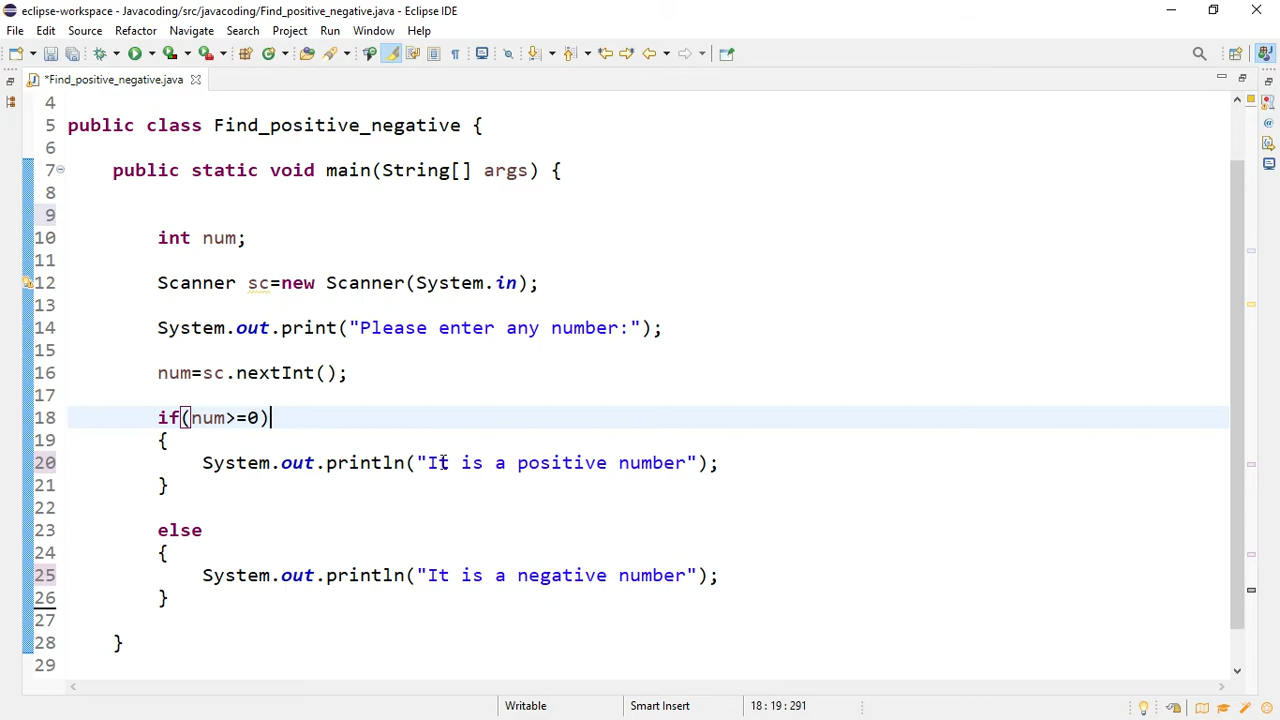 eclipse-workspace - Javacoding/src/javacoding/Find_positive_negative.java - Eclipse IDE
File Edit Source Refactor Navigate Search Project Run Window Help
*Find_positive_negative.java
4
5 public class Find_positive_negative {
6
7 public static void main(String[] args) {
8
9
10 int num;
11
12 Scanner sc=new Scanner(System.in);
13
14 System.out.print("Please enter any number:");
15
16 num=sc.nextInt();
17
18 if(num>=0)
19 {
20 System.out.println("It is a positive number");
21 }
22
23 else
24 {
25 System.out.println("It is a negative number");
26 }
27
28 }
29
Writable Smart Insert 18 : 19 : 291